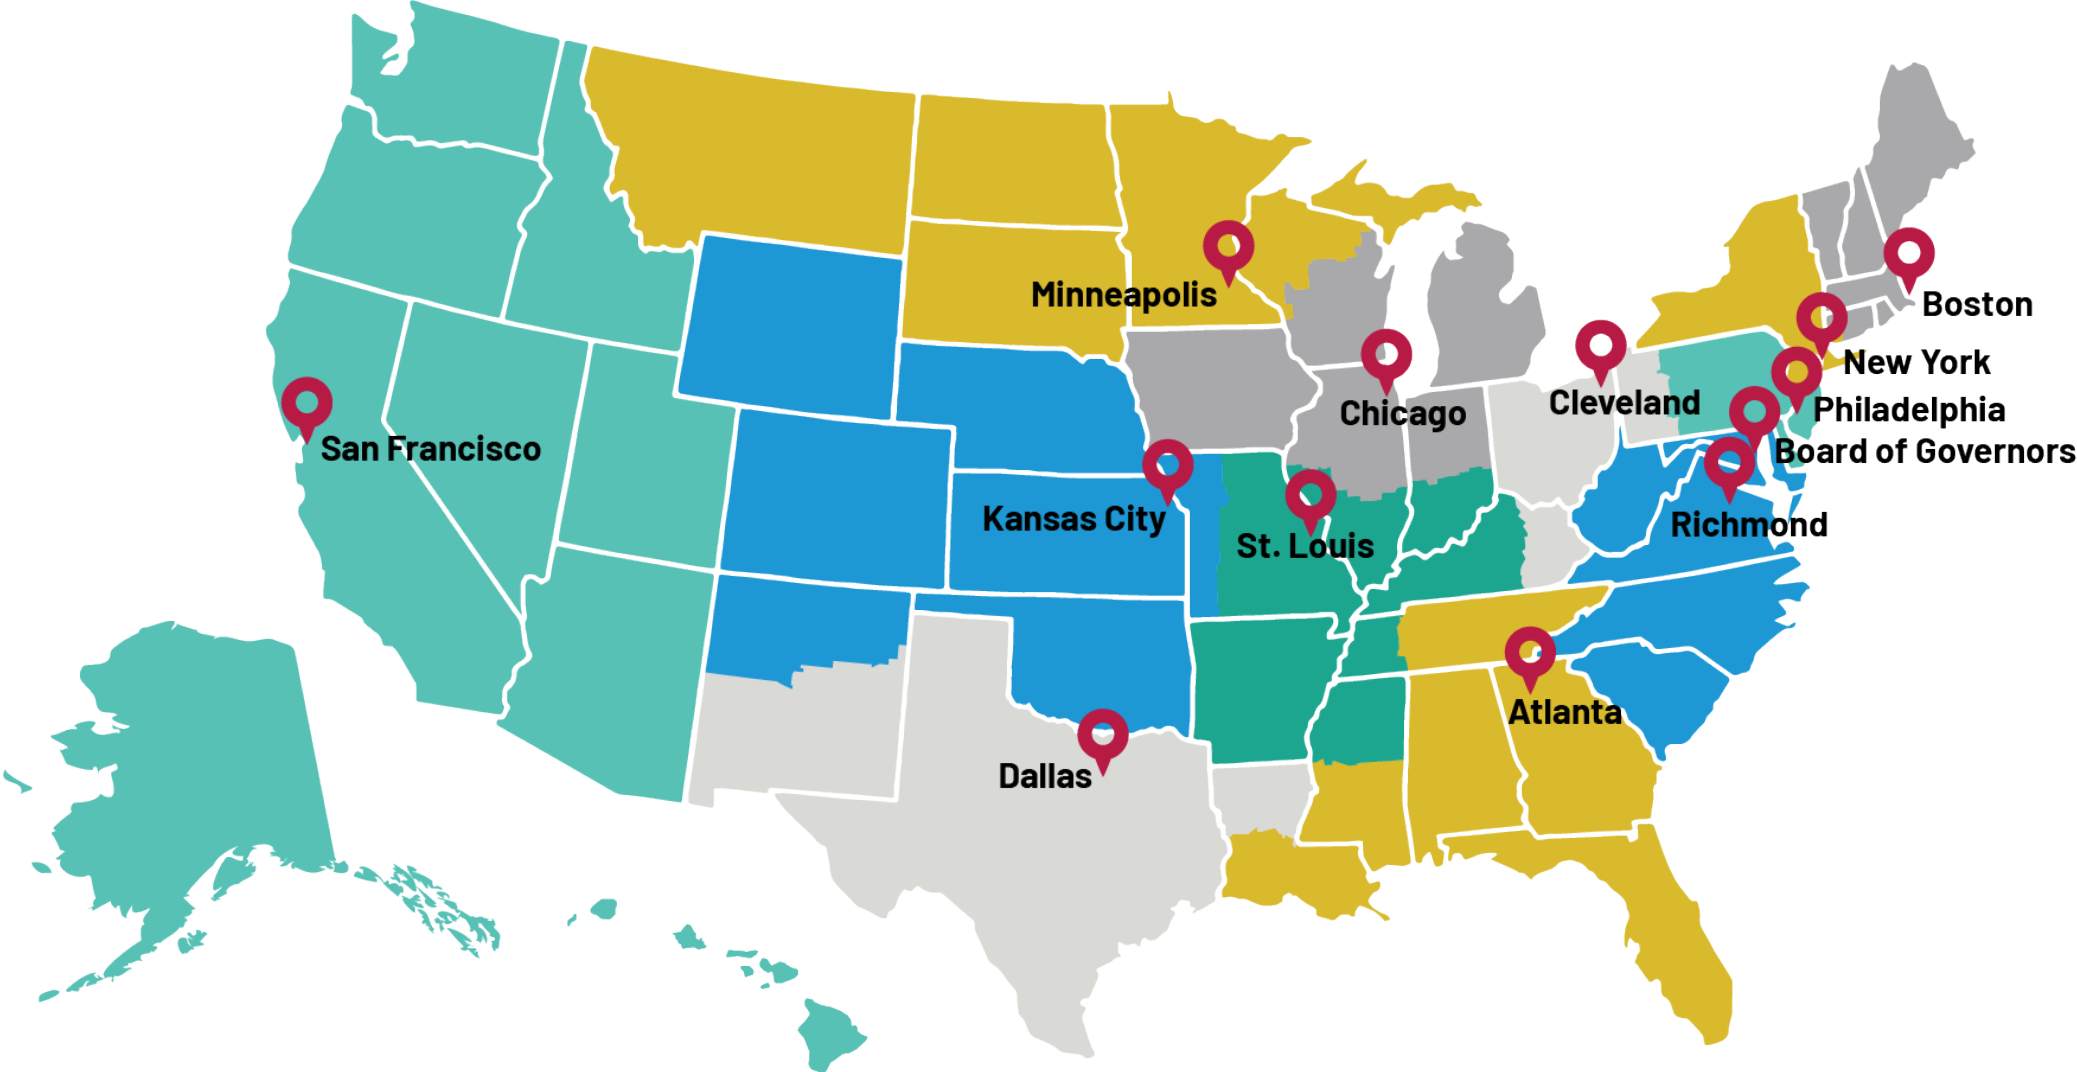 Minneapolis
Boston
New York
Cleveland
Chicago
Philadelphia
San Francisco
Board of Governors
Kansas City
Richmond
St. Louis
Atlanta
Dallas